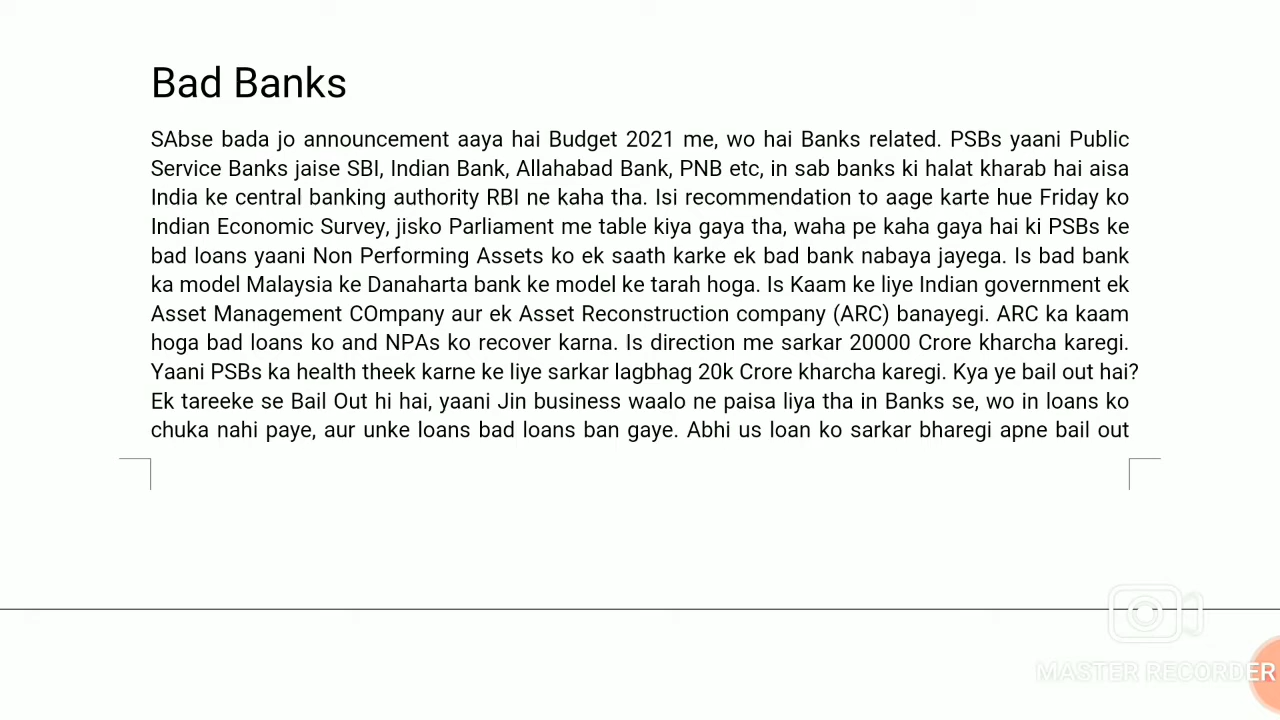 Bad Banks
SAbse bada jo announcement aaya hai Budget 2021 me, wo hai Banks related. PSBs yaani Public
Service Banks jaise SBI, Indian Bank, Allahabad Bank, PNB etc, in sab banks ki halat kharab hai aisa
India ke central banking authority RBI ne kaha tha. Isi recommendation to aage karte hue Friday ko
Indian Economic Survey, jisko Parliament me table kiya gaya tha, waha pe kaha gaya hai ki PSBs ke
bad loans yaani Non Performing Assets ko ek saath karke ek bad bank nabaya jayega. Is bad bank
ka model Malaysia ke Danaharta bank ke model ke tarah hoga. Is Kaam ke liye Indian government ek
Asset Management COmpany aur ek Asset Reconstruction company (ARC) banayegi. ARC ka kaam
hoga bad loans ko and NPAs ko recover karna. Is direction me sarkar 20000 Crore kharcha karegi.
Yaani PSBs ka health theek karne ke liye sarkar lagbhag 20k Crore kharcha karegi. Kya ye bail out hai?
Ek tareeke se Bail Out hi hai, yaani Jin business waalo ne paisa liya tha in Banks se, wo in loans ko
chuka nahi paye, aur unke loans bad loans ban gaye. Abhi us loan ko sarkar bharegi apne bail out
MASTER RECORDER